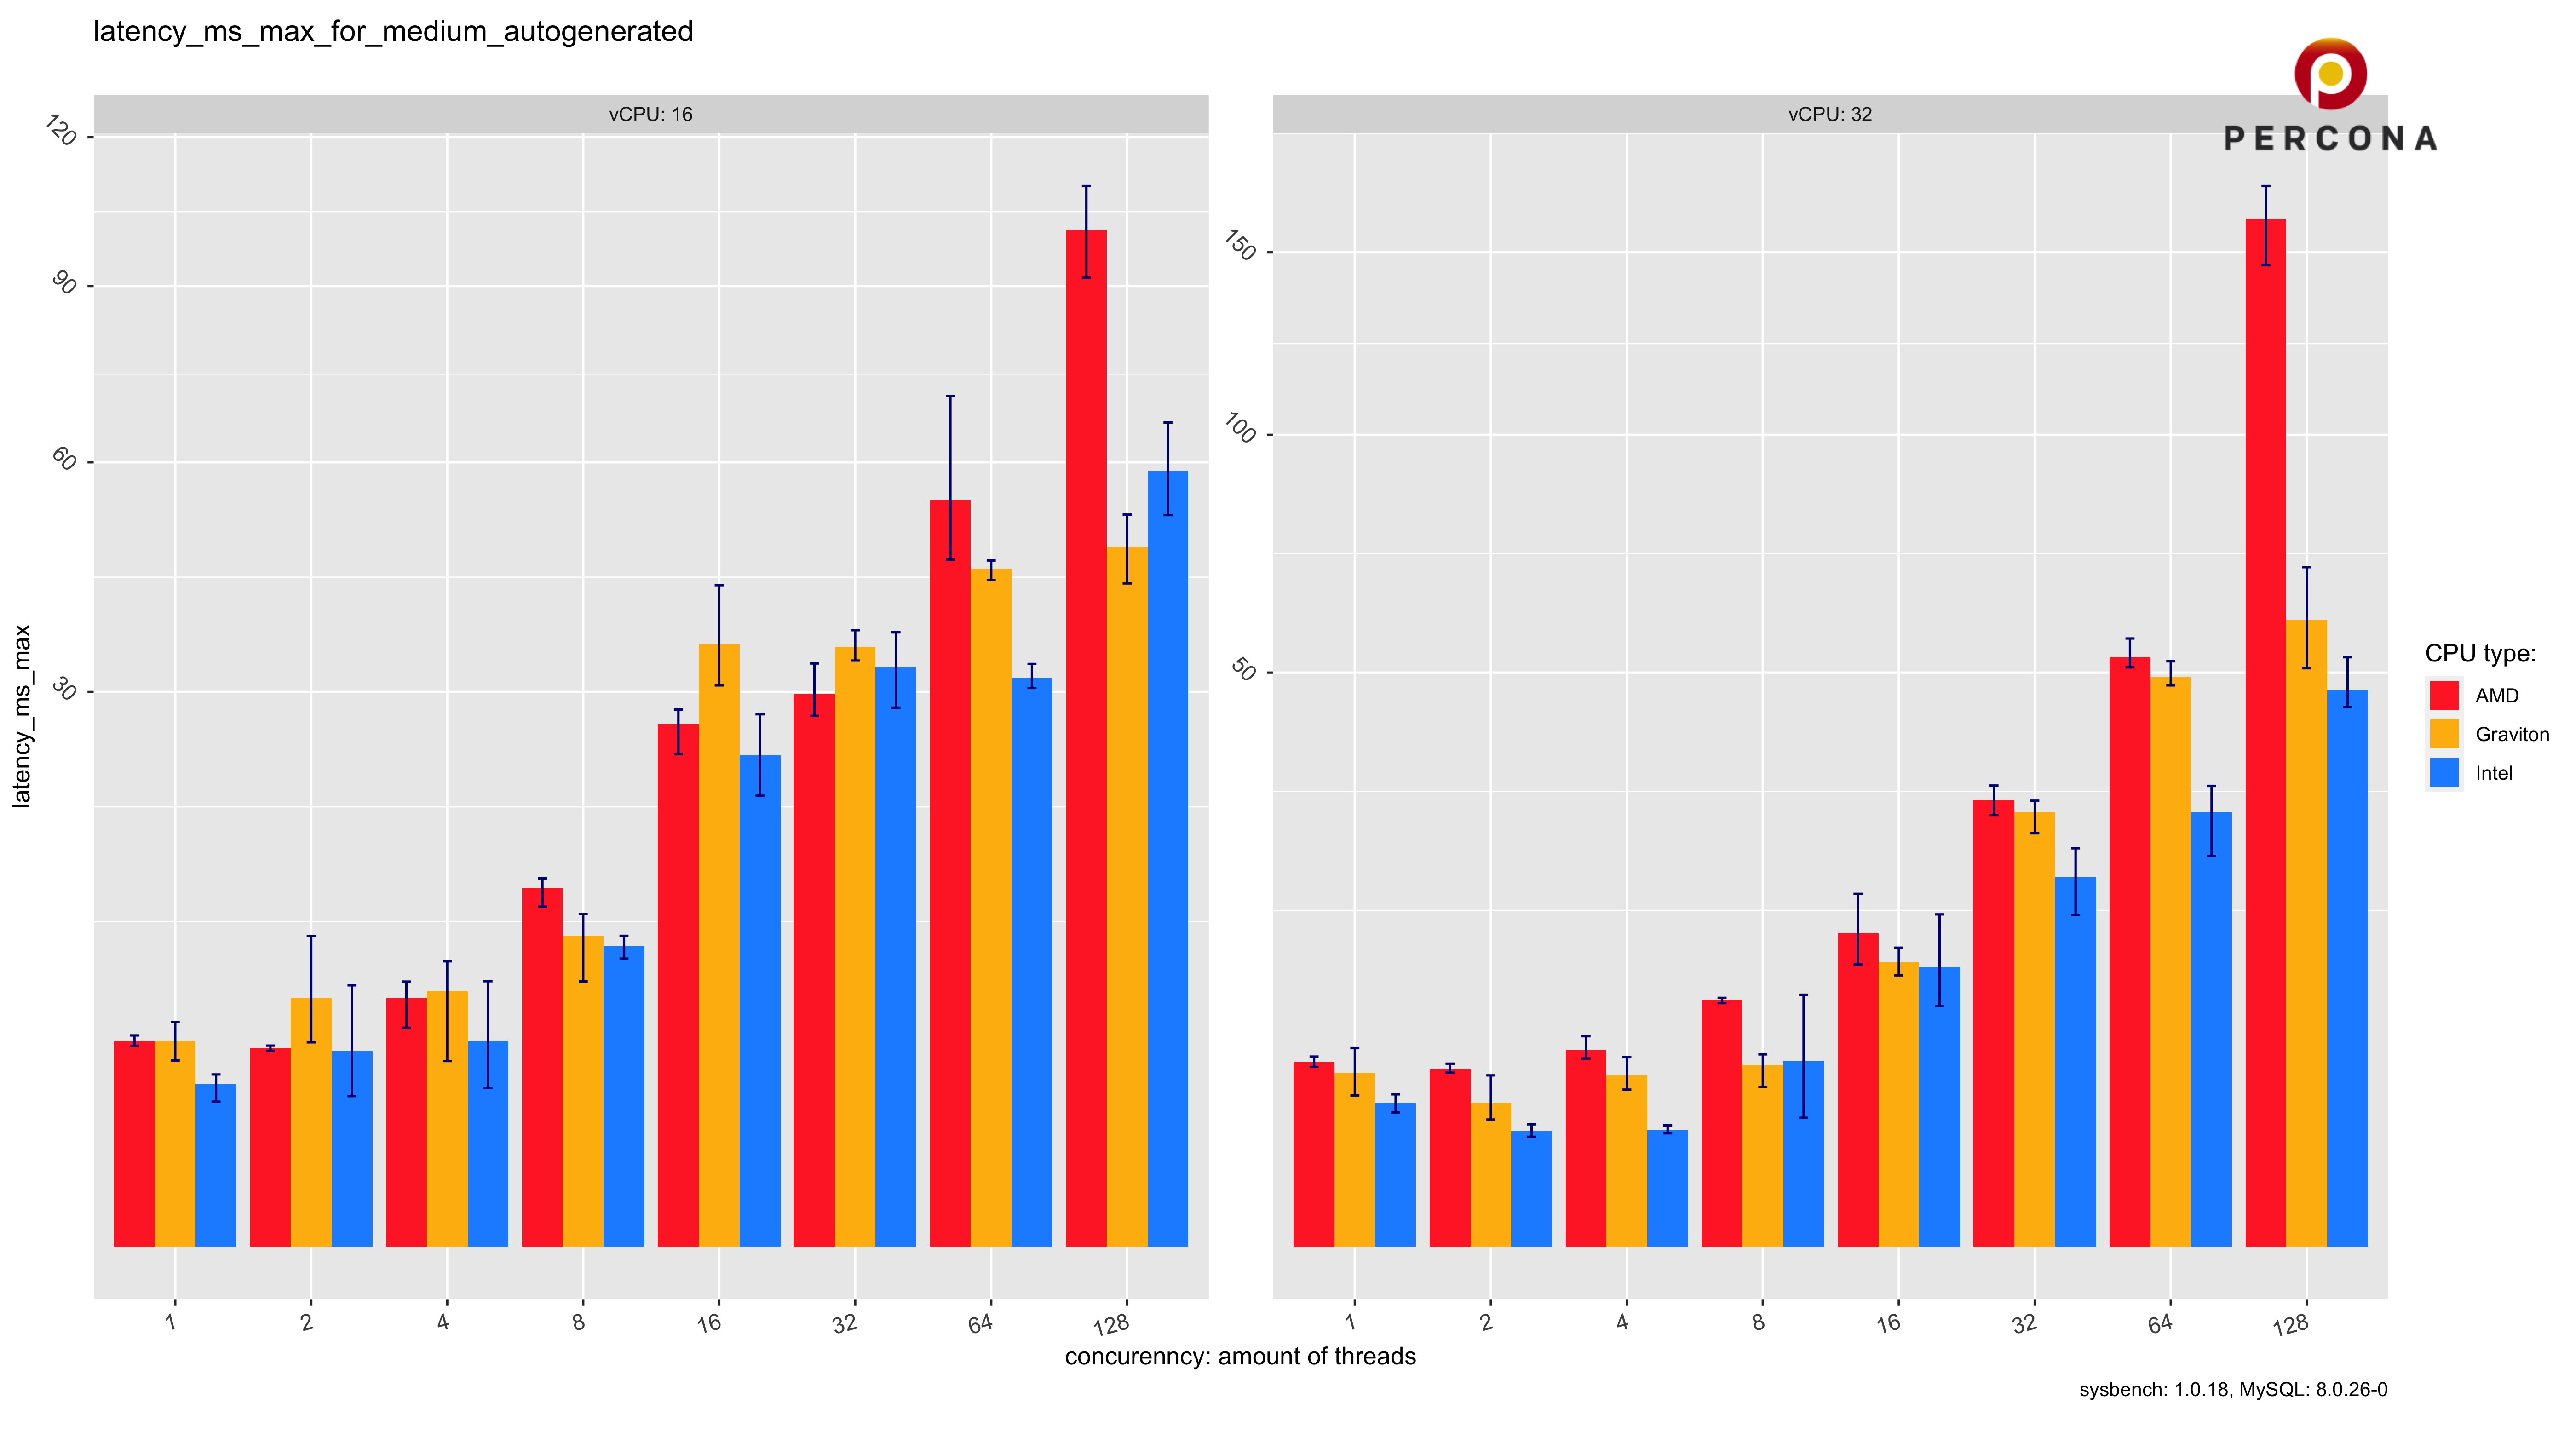 latency_ms_max_for_medium_autogenerated
PERCONA
vCPU: 16
vCPU: 32
120
90
60
30
150
100
50
latency_ms_max
1 2 4 8 16 32 64 128
1 2 4 8 16 32 64 128
concurenncy: amount of threads
CPU type:
AMD
Graviton
Intel
sysbench: 1.0.18, MySQL: 8.0.26-0